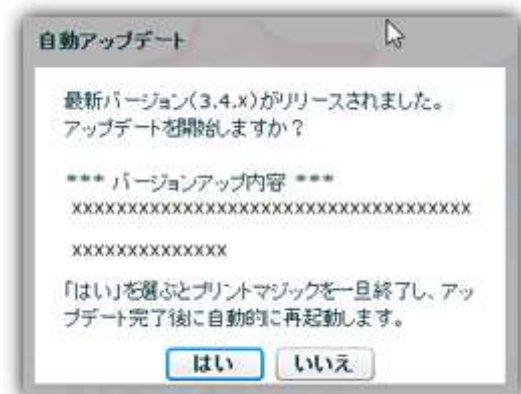 自動アップデート
最新バージョン(3.4.x)がリリースされました。
アップデートを開始しますか？
*** バージョンアップ内容 ***
xxxxxxxxxxxxxxxxxxxxxxxxxxxxxxxxxxx
xxxxxxxxxxxxxx
「はい」を選ぶとプリントマジックを一旦終了し、アッ
プデート完了後に自動的に再起動します。
はい
いいえ